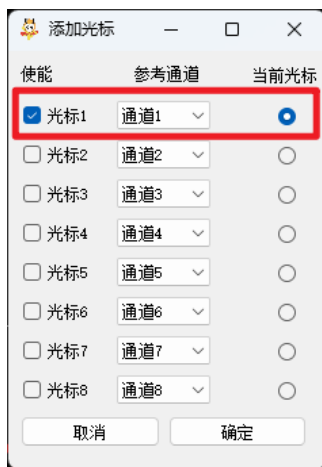 添加光标
使能 参考通道 当前光标
光标1 通道1
光标2 通道2
光标3 通道3
光标4 通道4
光标5 通道5
光标6 通道6
光标7 通道7
光标8 通道8
取消 确定